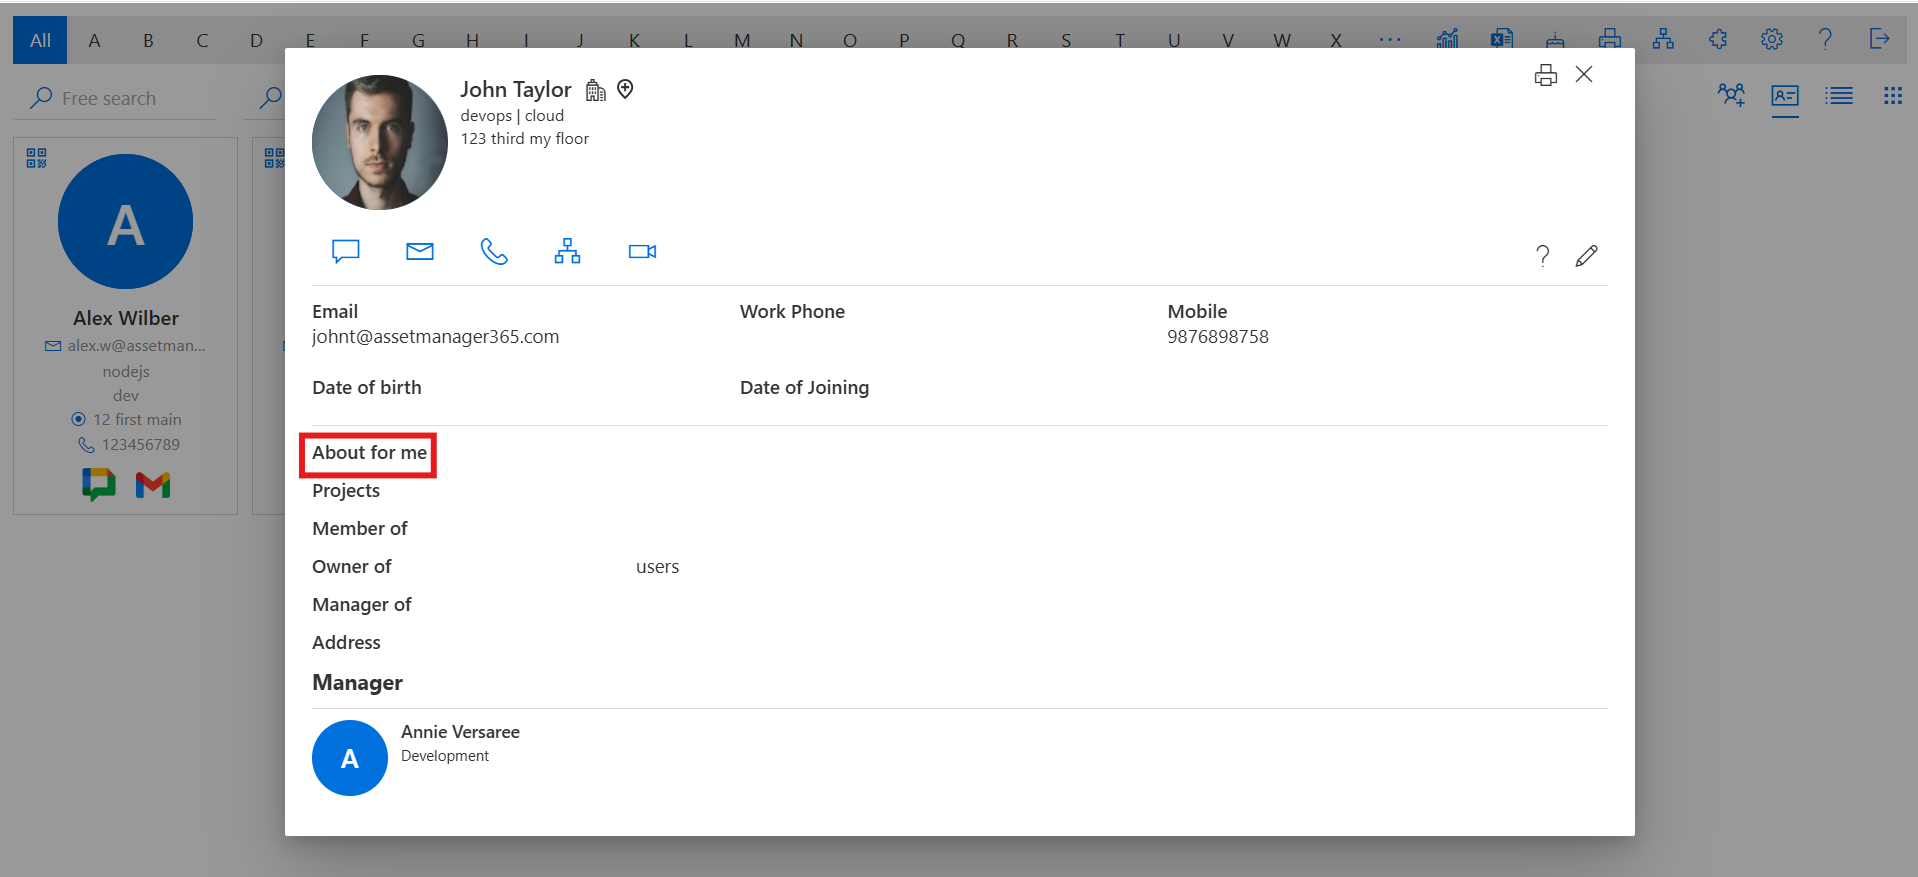 All A B C D E F G H I J K L M N O P Q R S T U V W X ...
Free search
A
Alex Wilber
alex.w@assetman...
nodejs
dev
12 first main
123456789
John Taylor
devops | cloud
123 third my floor
Email
johnt@assetmanager365.com
Work Phone
Mobile
9876898758
Date of birth
Date of Joining
About for me
Projects
Member of
Owner of users
Manager of
Address
Manager
A
Annie Versaree
Development